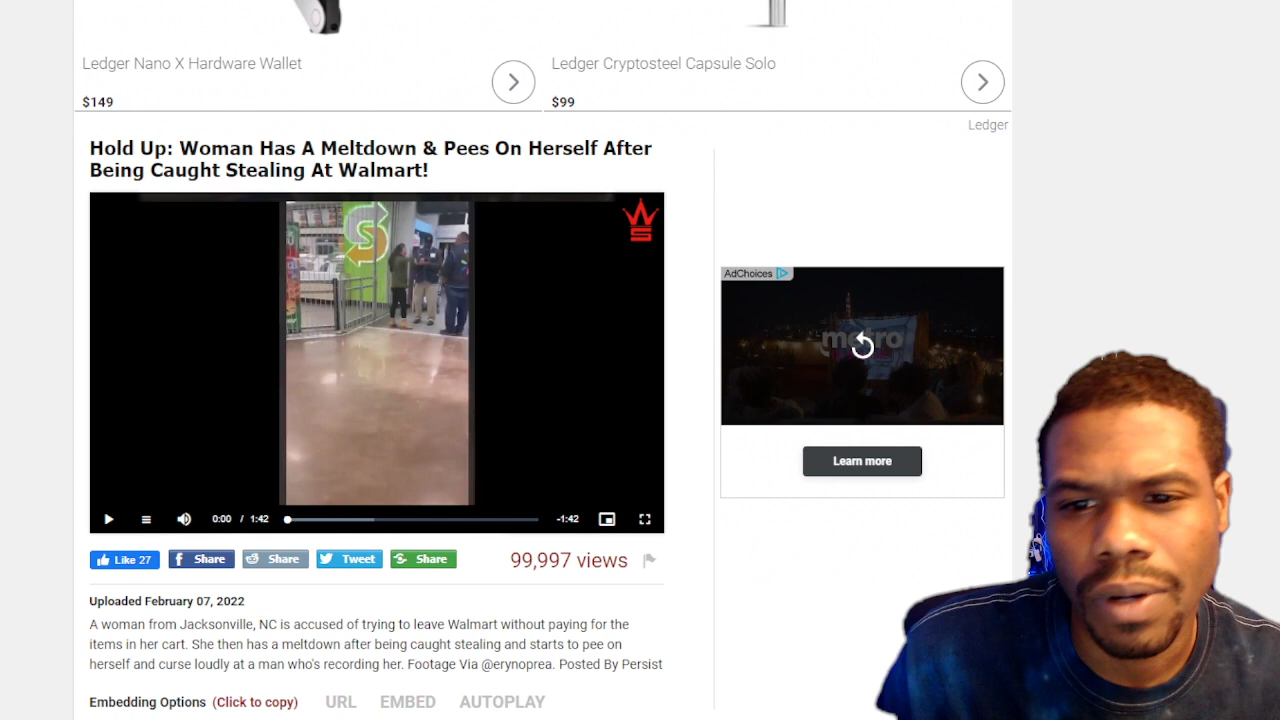 Ledger Nano X Hardware Wallet
$149
Ledger Cryptosteel Capsule Solo
$99
Ledger
Hold Up: Woman Has A Meltdown & Pees On Herself After
Being Caught Stealing At Walmart!
S
WS
0:00 / 1:42
-1:42
AdChoices
metro
Learn more
Like 27
Share
Share
Tweet
Share
99,997 views
Uploaded February 07, 2022
A woman from Jacksonville, NC is accused of trying to leave Walmart without paying for the
items in her cart. She then has a meltdown after being caught stealing and starts to pee on
herself and curse loudly at a man who's recording her. Footage Via @erynoprea. Posted By Persist
Embedding Options (Click to copy) URL EMBED AUTOPLAY